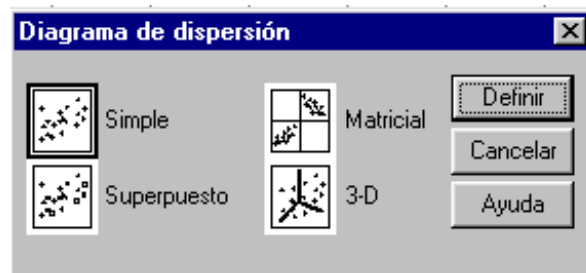 Diagrama de dispersión
Simple
Matricial
Definir
Cancelar
Superpuesto
3-D
Ayuda